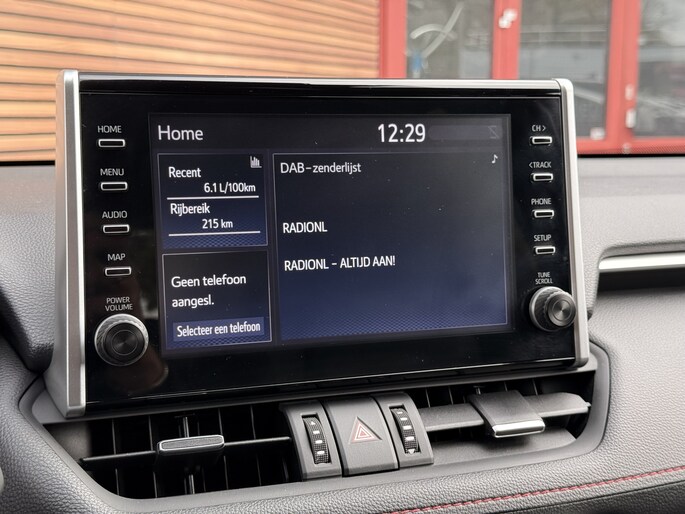 HOME
MENU
AUDIO
MAP
POWER
VOLUME
Home
12:29
Recent
6.1 L/100km
Rijbereik
215 km
Geen telefoon
aangesl.
Selecteer een telefoon
DAB-zenderlijst
RADIONL
RADIONL - ALTIJD AAN!
CH >
< TRACK
PHONE
SETUP
TUNE
SCROLL